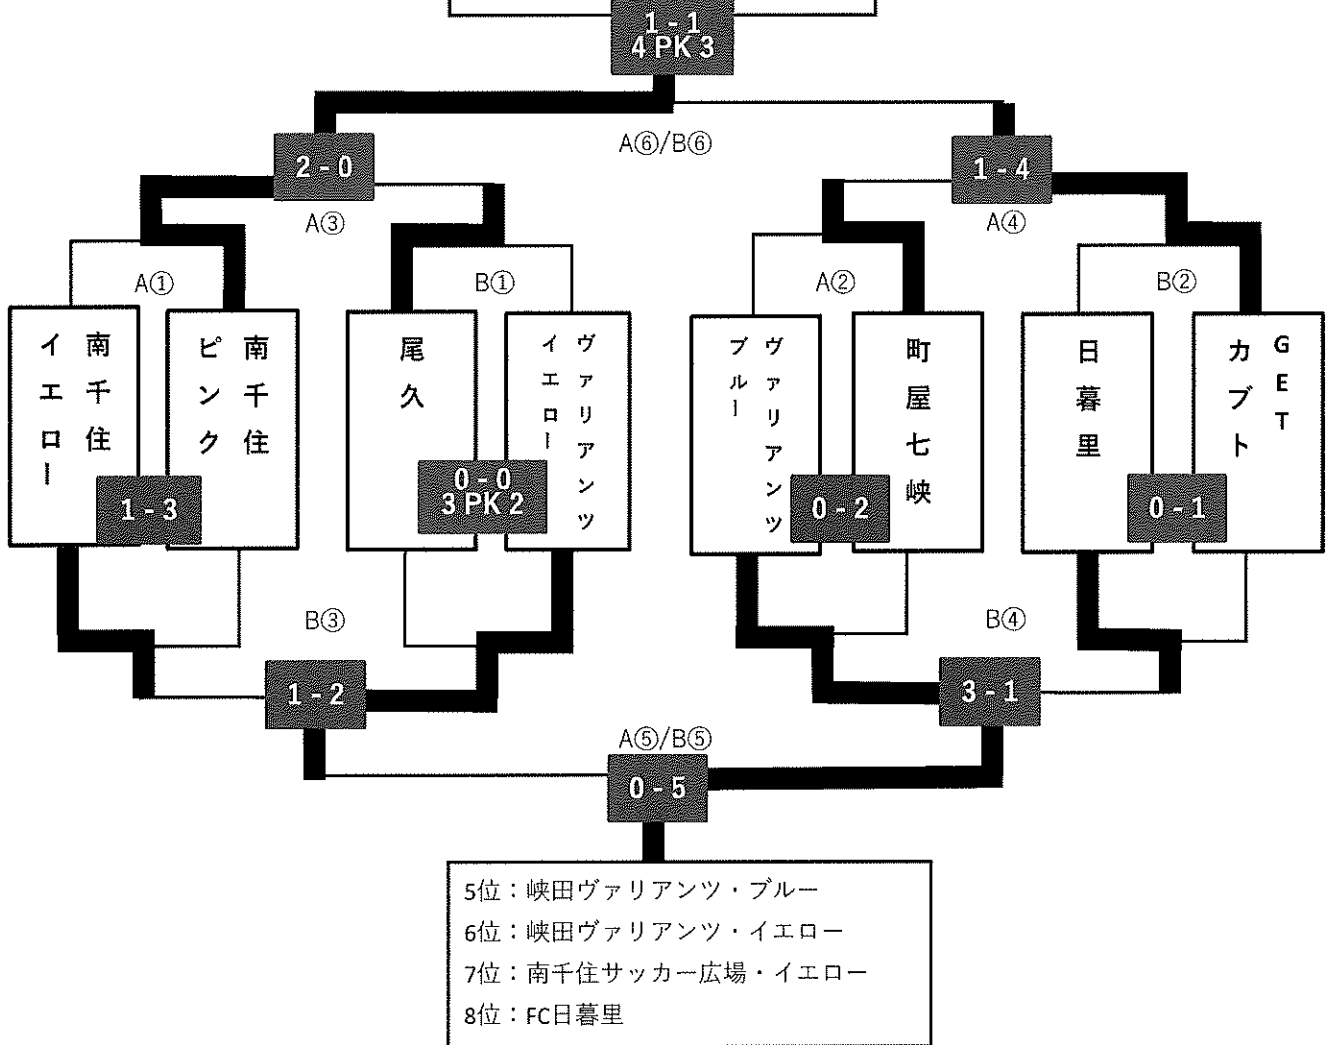 1 - 1
4 PK 3
A⑥/B⑥
2 - 0
1 - 4
A③
A④
A①
B①
A②
B②
南千住
イエロー
南千住
ピンク
尾久
ヴァリアンツ
イエロー
ヴァリアンツ
ブルー
町屋七峡
日暮里
GET
カブト
1 - 3
0 - 0
3 PK 2
0 - 2
0 - 1
B③
B④
1 - 2
3 - 1
A⑤/B⑤
0 - 5
5位：峡田ヴァリアンツ・ブルー
6位：峡田ヴァリアンツ・イエロー
7位：南千住サッカー広場・イエロー
8位：FC日暮里